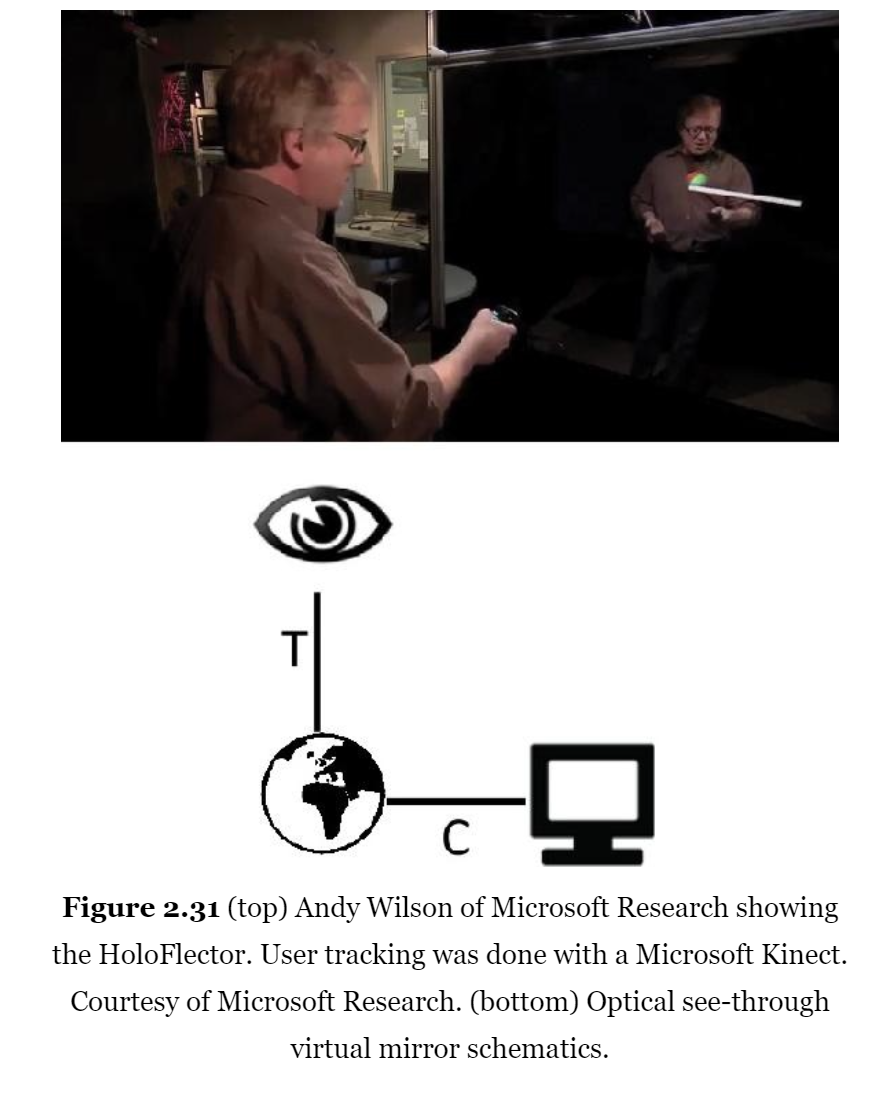 T
C
Figure 2.31 (top) Andy Wilson of Microsoft Research showing
the HoloFlector. User tracking was done with a Microsoft Kinect.
Courtesy of Microsoft Research. (bottom) Optical see-through
virtual mirror schematics.